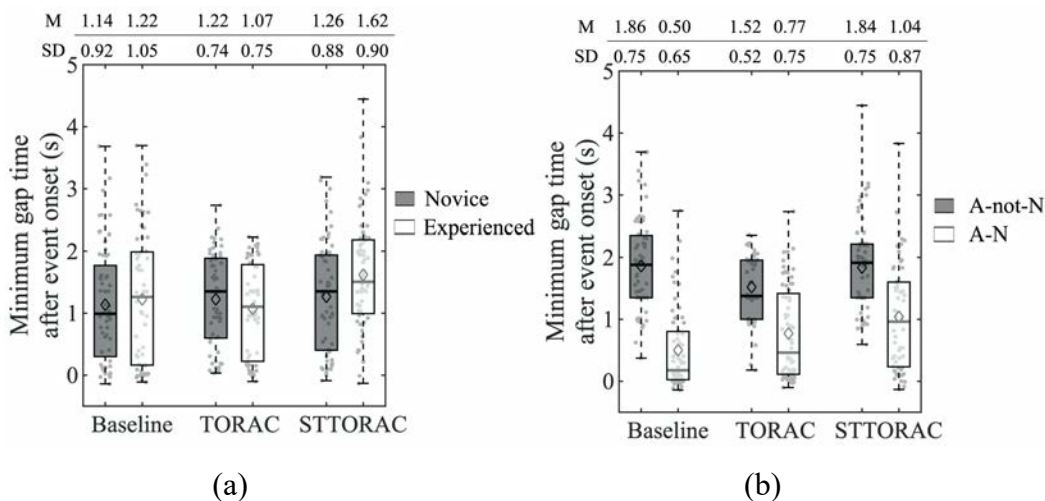 M 1.14 1.22 1.22 1.07 1.26 1.62
SD 0.92 1.05 0.74 0.75 0.88 0.90
5
4
3
2
1
0
Minimum gap time
after event onset (s)
Novice
Experienced
Baseline TORAC STTORAC
(a)
M 1.86 0.50 1.52 0.77 1.84 1.04
SD 0.75 0.65 0.52 0.75 0.75 0.87
5
4
3
2
1
0
Minimum gap time
after event onset (s)
A-not-N
A-N
Baseline TORAC STTORAC
(b)